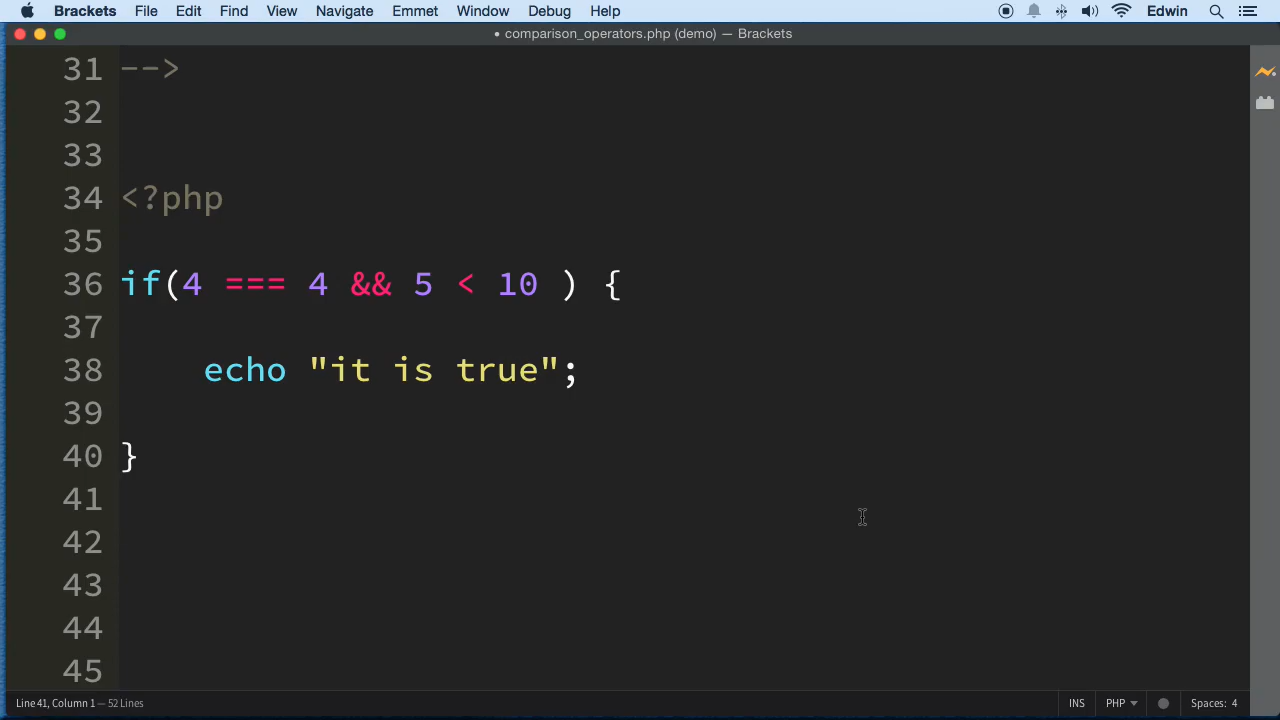 Brackets File Edit Find View Navigate Emmet Window Debug Help Edwin
• comparison_operators.php (demo) — Brackets
31 -->
32
33
34 <?php
35
36 if(4 === 4 && 5 < 10 ) {
37
38 echo "it is true";
39
40 }
41
42
43
44
45
Line 41, Column 1 — 52 Lines INS PHP Spaces: 4